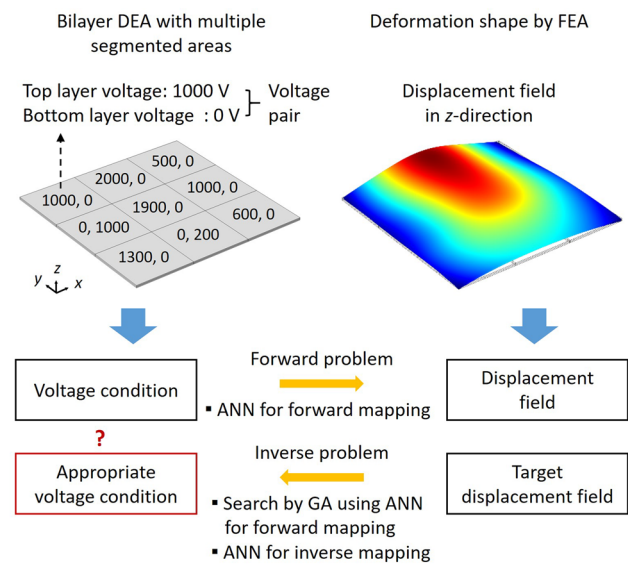 Bilayer DEA with multiple
segmented areas
Deformation shape by FEA
Top layer voltage: 1000 V
Bottom layer voltage : 0 V
Voltage
pair
Displacement field
in z-direction
500, 0
2000, 0
1000, 0
1000, 0
1900, 0
600, 0
0, 1000
0, 200
1300, 0
z
y
x
Forward problem
Voltage condition
Displacement
field
▪ ANN for forward mapping
?
Inverse problem
Appropriate
voltage condition
Target
displacement field
▪ Search by GA using ANN
for forward mapping
▪ ANN for inverse mapping